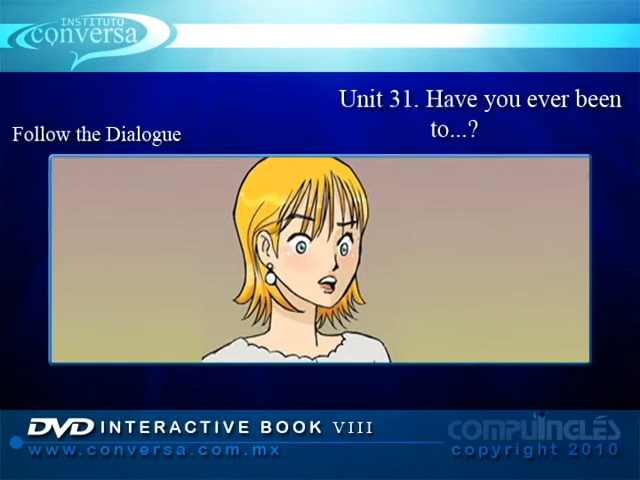 INSTITUTO
conversa
Unit 31. Have you ever been
to...?
Follow the Dialogue
DVD INTERACTIVE BOOK VIII
COMPUINGLÉS
www.conversa.com.mx
copyright 2010